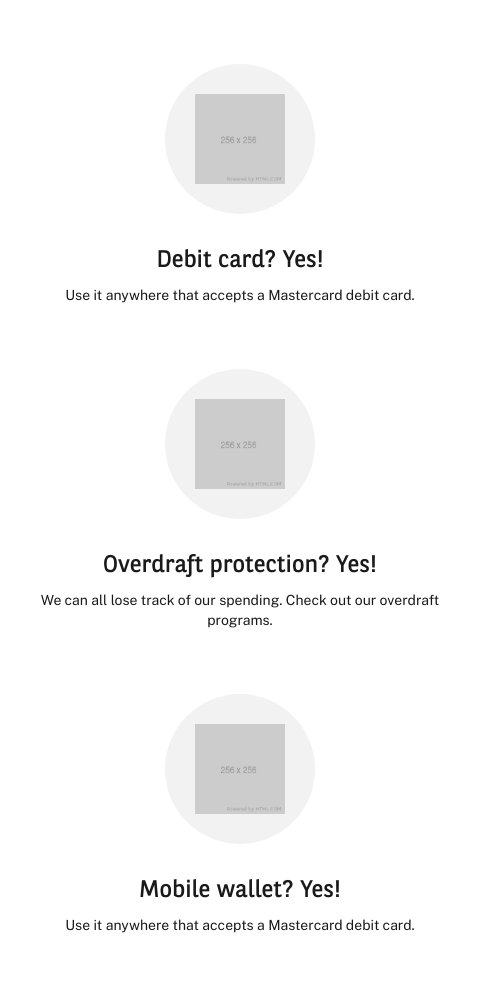 256 x 256
Powered by HTML.COM
Debit card? Yes!
Use it anywhere that accepts a Mastercard debit card.
256 x 256
Powered by HTML.COM
Overdraft protection? Yes!
We can all lose track of our spending. Check out our overdraft
programs.
256 x 256
Powered by HTML.COM
Mobile wallet? Yes!
Use it anywhere that accepts a Mastercard debit card.